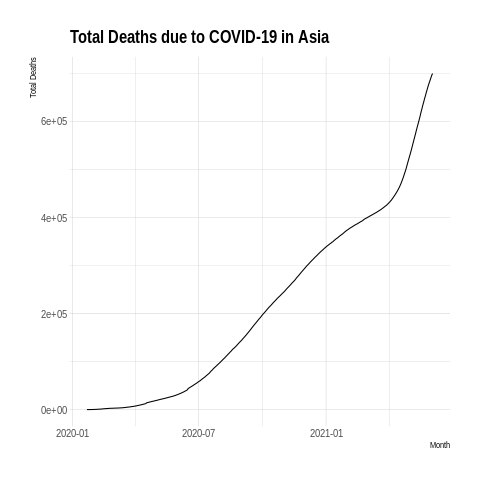 Total Deaths due to COVID-19 in Asia
Total Deaths
6e+05
4e+05
2e+05
0e+00
2020-01 2020-07 2021-01
Month